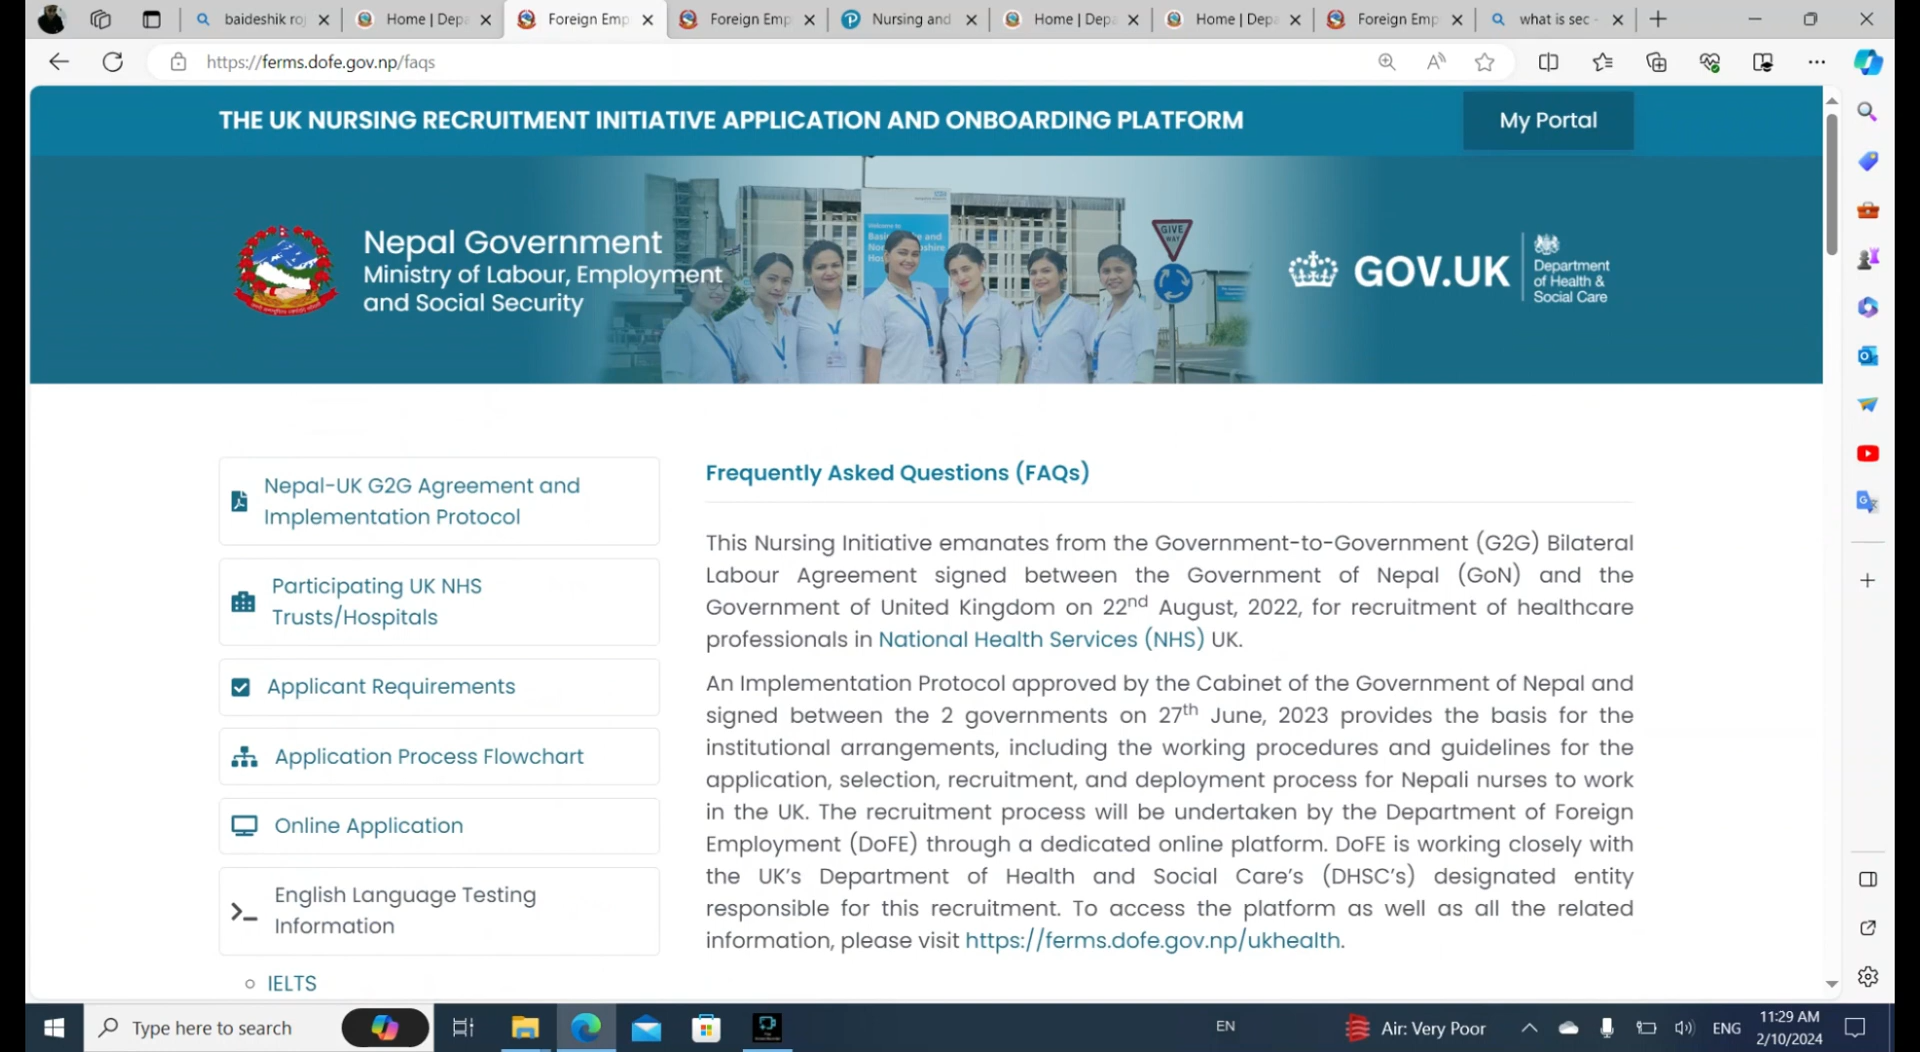 baideshik roj
Home | Depa
Foreign Emp
Foreign Emp
Nursing and
Home | Depa
Home | Depa
Foreign Emp
what is sec -
https://ferms.dofe.gov.np/faqs
THE UK NURSING RECRUITMENT INITIATIVE APPLICATION AND ONBOARDING PLATFORM
My Portal
Nepal Government
Ministry of Labour, Employment
and Social Security
Welcome to
GIVE
WAY
GOV.UK
Department
of Health &
Social Care
Nepal-UK G2G Agreement and
Implementation Protocol
Participating UK NHS
Trusts/Hospitals
Applicant Requirements
Application Process Flowchart
Online Application
English Language Testing
Information
IELTS
Frequently Asked Questions (FAQs)
This Nursing Initiative emanates from the Government-to-Government (G2G) Bilateral
Labour Agreement signed between the Government of Nepal (GoN) and the
Government of United Kingdom on 22nd August, 2022, for recruitment of healthcare
professionals in National Health Services (NHS) UK.
An Implementation Protocol approved by the Cabinet of the Government of Nepal and
signed between the 2 governments on 27th June, 2023 provides the basis for the
institutional arrangements, including the working procedures and guidelines for the
application, selection, recruitment, and deployment process for Nepali nurses to work
in the UK. The recruitment process will be undertaken by the Department of Foreign
Employment (DoFE) through a dedicated online platform. DoFE is working closely with
the UK's Department of Health and Social Care's (DHSC's) designated entity
responsible for this recruitment. To access the platform as well as all the related
information, please visit https://ferms.dofe.gov.np/ukhealth.
Type here to search
EN
Air: Very Poor
ENG
11:29 AM
2/10/2024